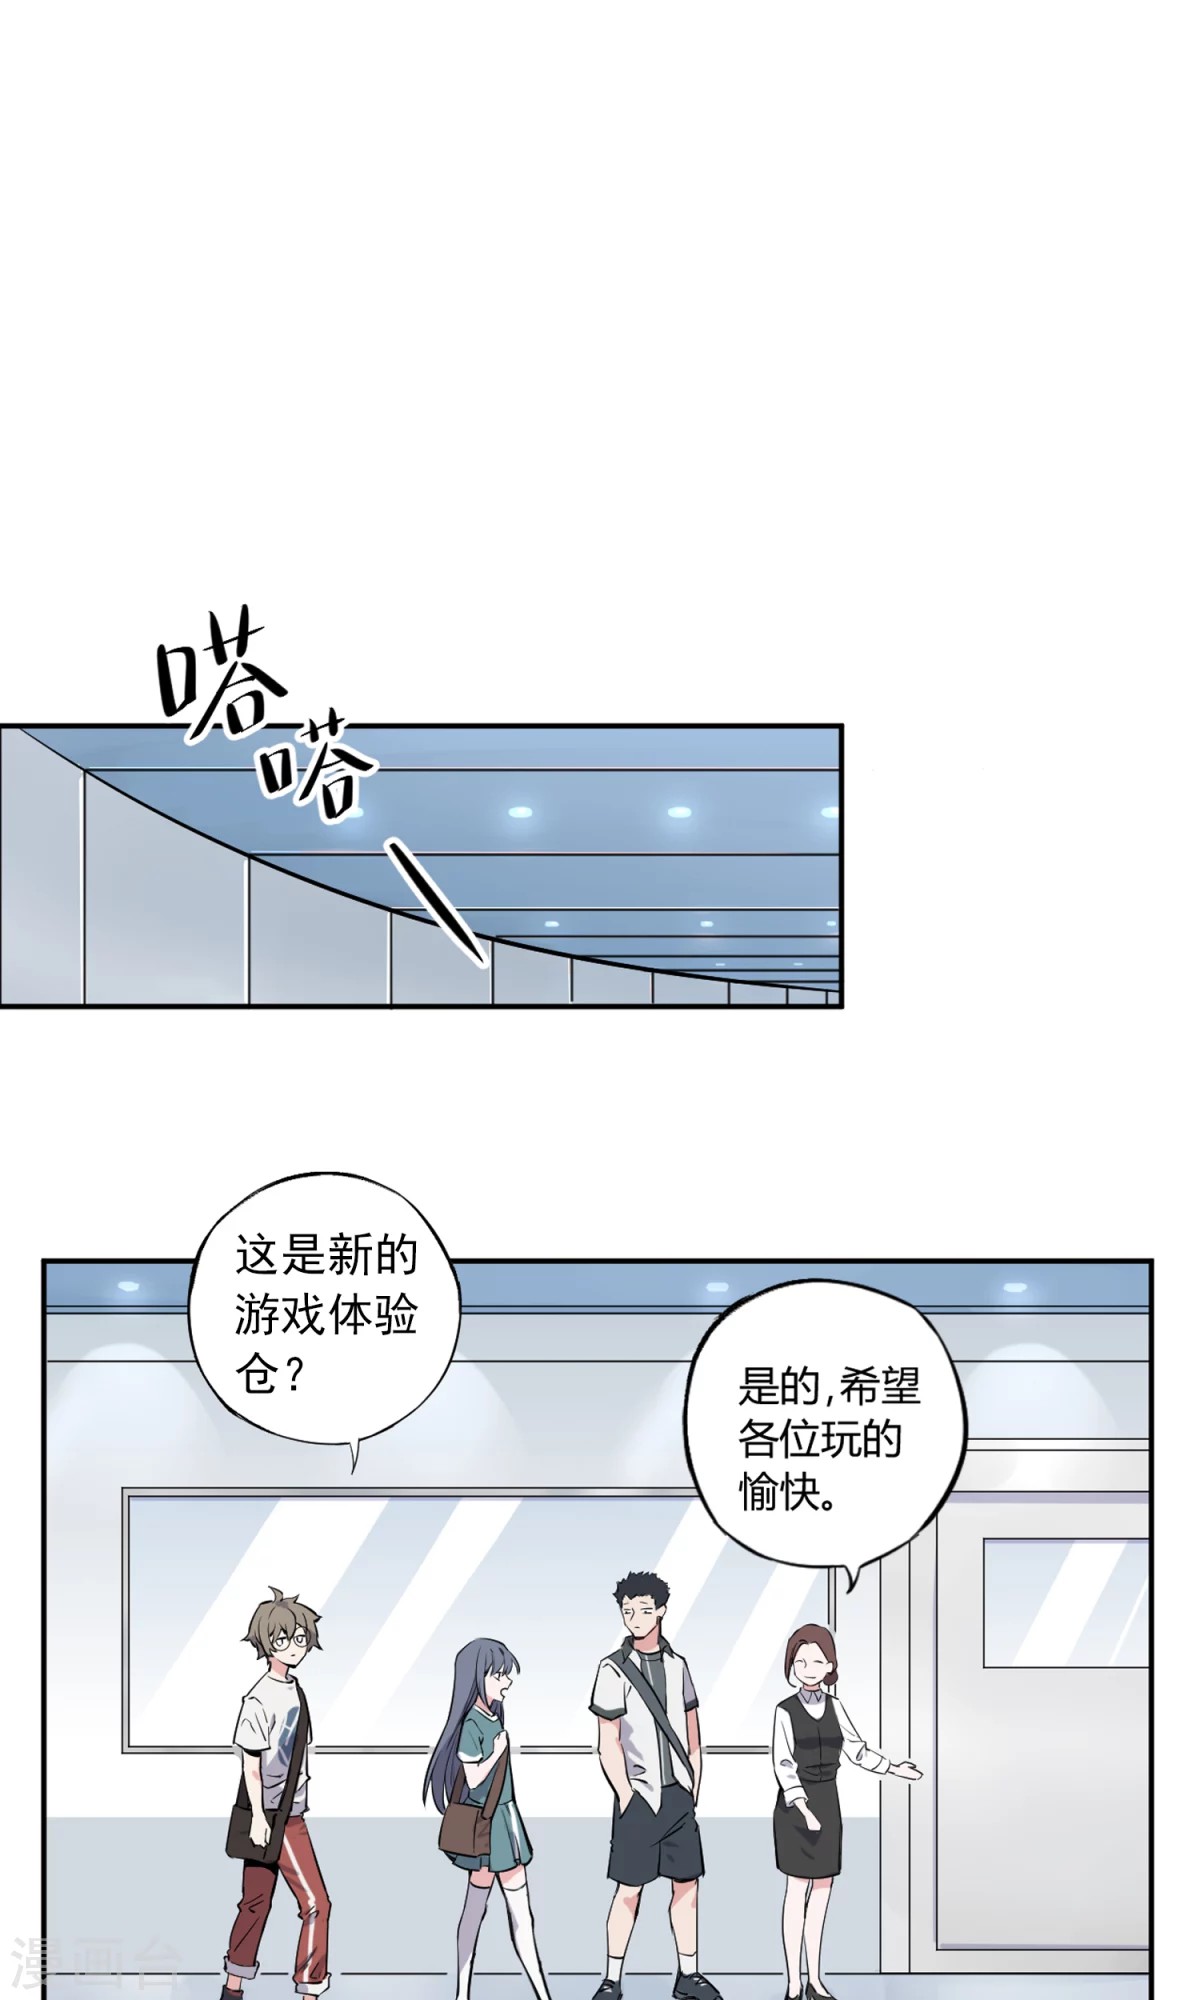 嗒
嗒
这是新的
游戏体验
仓？
是的，希望
各位玩的
愉快。
漫画台